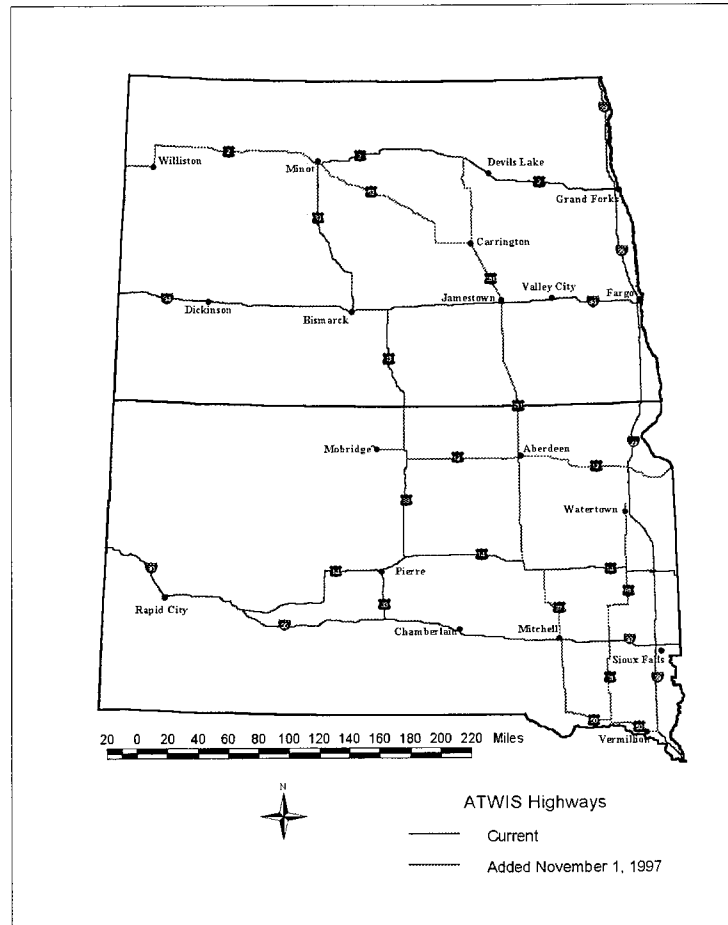 Williston
Minot
Devils Lake
Grand Forks
Carrington
Dickinson
Bismarck
Jamestown
Valley City
Fargo
Mobridge
Aberdeen
Watertown
Pierre
Rapid City
Chamberlain
Mitchell
Sioux Falls
Vermillion
20 0 20 40 60 80 100 120 140 160 180 200 220 Miles
N
ATWIS Highways
Current
Added November 1, 1997